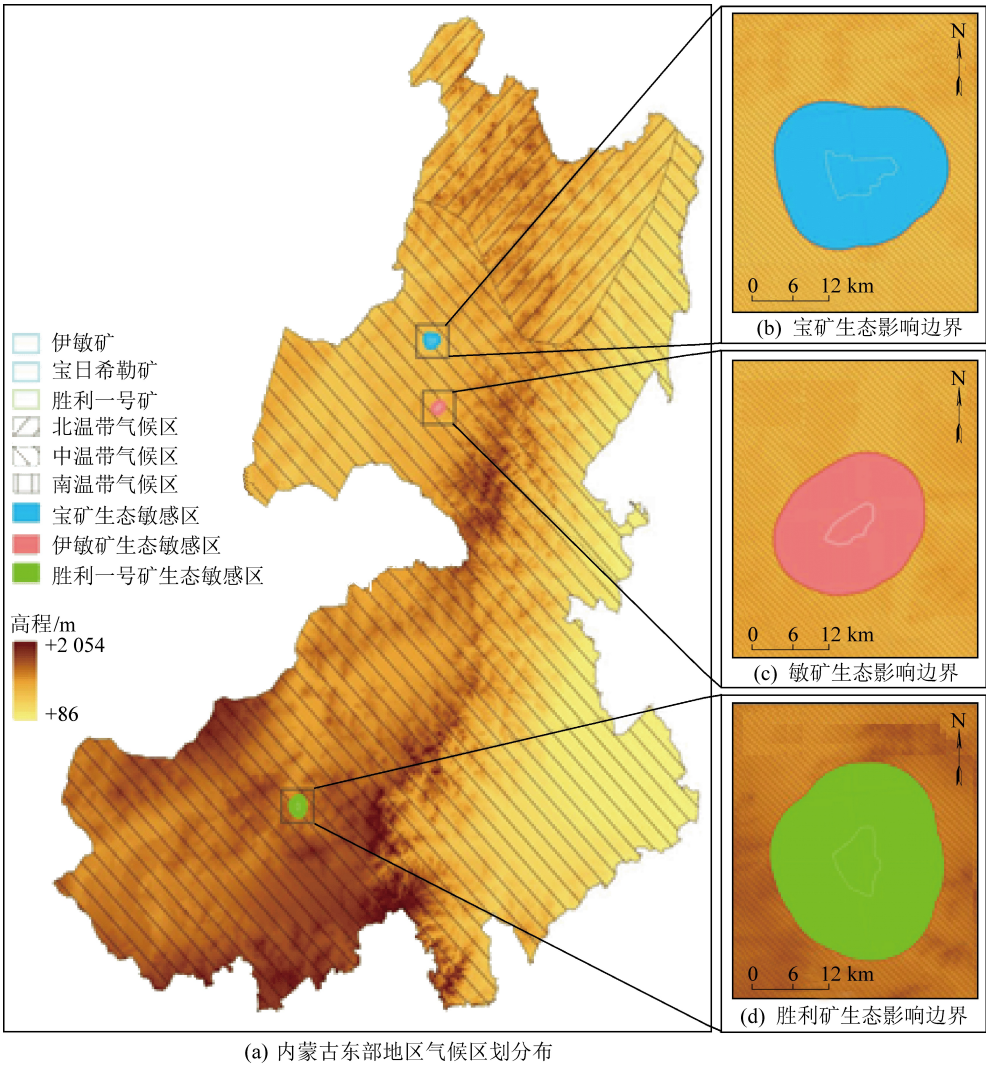 伊敏矿
宝日希勒矿
胜利一号矿
北温带气候区
中温带气候区
南温带气候区
宝矿生态敏感区
伊敏矿生态敏感区
胜利一号矿生态敏感区
高程/m
+2 054
+86
(a) 内蒙古东部地区气候区划分布
N
0 6 12 km
(b) 宝矿生态影响边界
N
0 6 12 km
(c) 敏矿生态影响边界
N
0 6 12 km
(d) 胜利矿生态影响边界